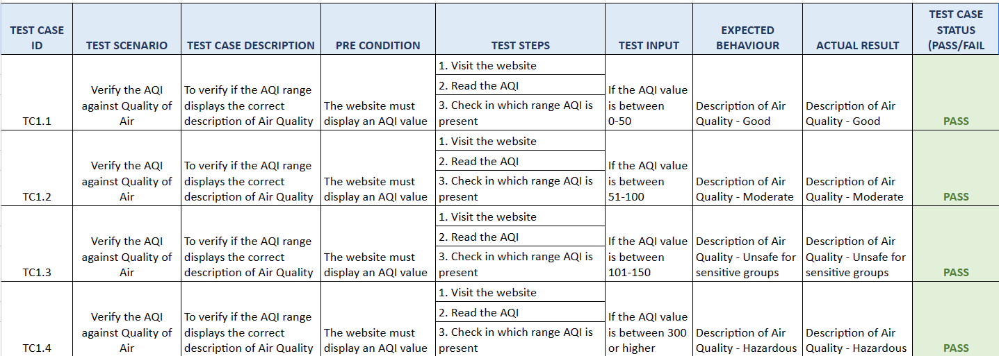 TEST CASE
ID
TEST SCENARIO
TEST CASE DESCRIPTION
PRE CONDITION
TEST STEPS
TEST INPUT
EXPECTED
BEHAVIOUR
ACTUAL RESULT
TEST CASE
STATUS
(PASS/FAIL
TC1.1
Verify the AQI
against Quality of
Air
To verify if the AQI range
displays the correct
description of Air Quality
The website must
display an AQI value
1. Visit the website
2. Read the AQI
3. Check in which range AQI is
present
If the AQI value
is between
0-50
Description of Air
Quality - Good
Description of Air
Quality - Good
PASS
TC1.2
Verify the AQI
against Quality of
Air
To verify if the AQI range
displays the correct
description of Air Quality
The website must
display an AQI value
1. Visit the website
2. Read the AQI
3. Check in which range AQI is
present
If the AQI value
is between
51-100
Description of Air
Quality - Moderate
Description of Air
Quality - Moderate
PASS
TC1.3
Verify the AQI
against Quality of
Air
To verify if the AQI range
displays the correct
description of Air Quality
The website must
display an AQI value
1. Visit the website
2. Read the AQI
3. Check in which range AQI is
present
If the AQI value
is between
101-150
Description of Air
Quality - Unsafe for
sensitive groups
Description of Air
Quality - Unsafe for
sensitive groups
PASS
TC1.4
Verify the AQI
against Quality of
Air
To verify if the AQI range
displays the correct
description of Air Quality
The website must
display an AQI value
1. Visit the website
2. Read the AQI
3. Check in which range AQI is
present
If the AQI value
is between 300
or higher
Description of Air
Quality - Hazardous
Description of Air
Quality - Hazardous
PASS